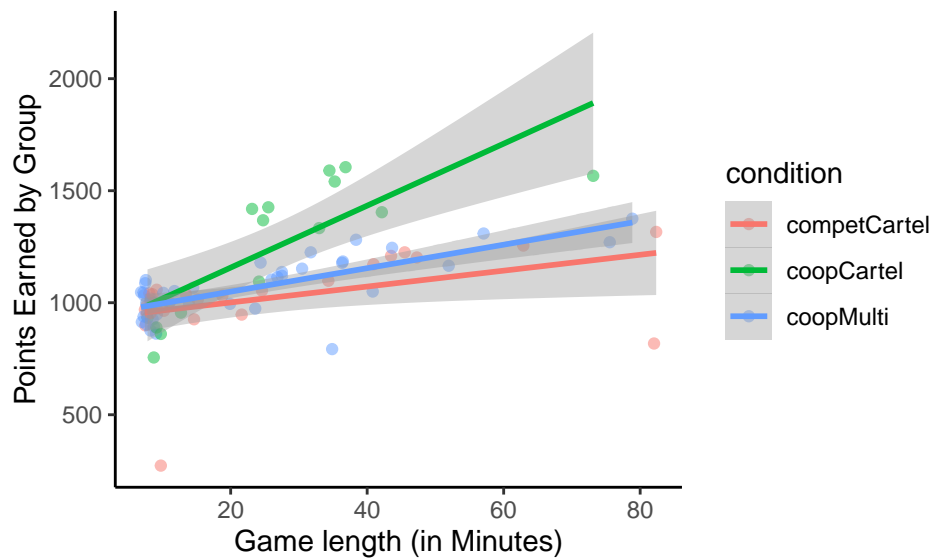 2000
1500
1000
500
Points Earned by Group
20 40 60 80
Game length (in Minutes)
condition
competCartel
coopCartel
coopMulti